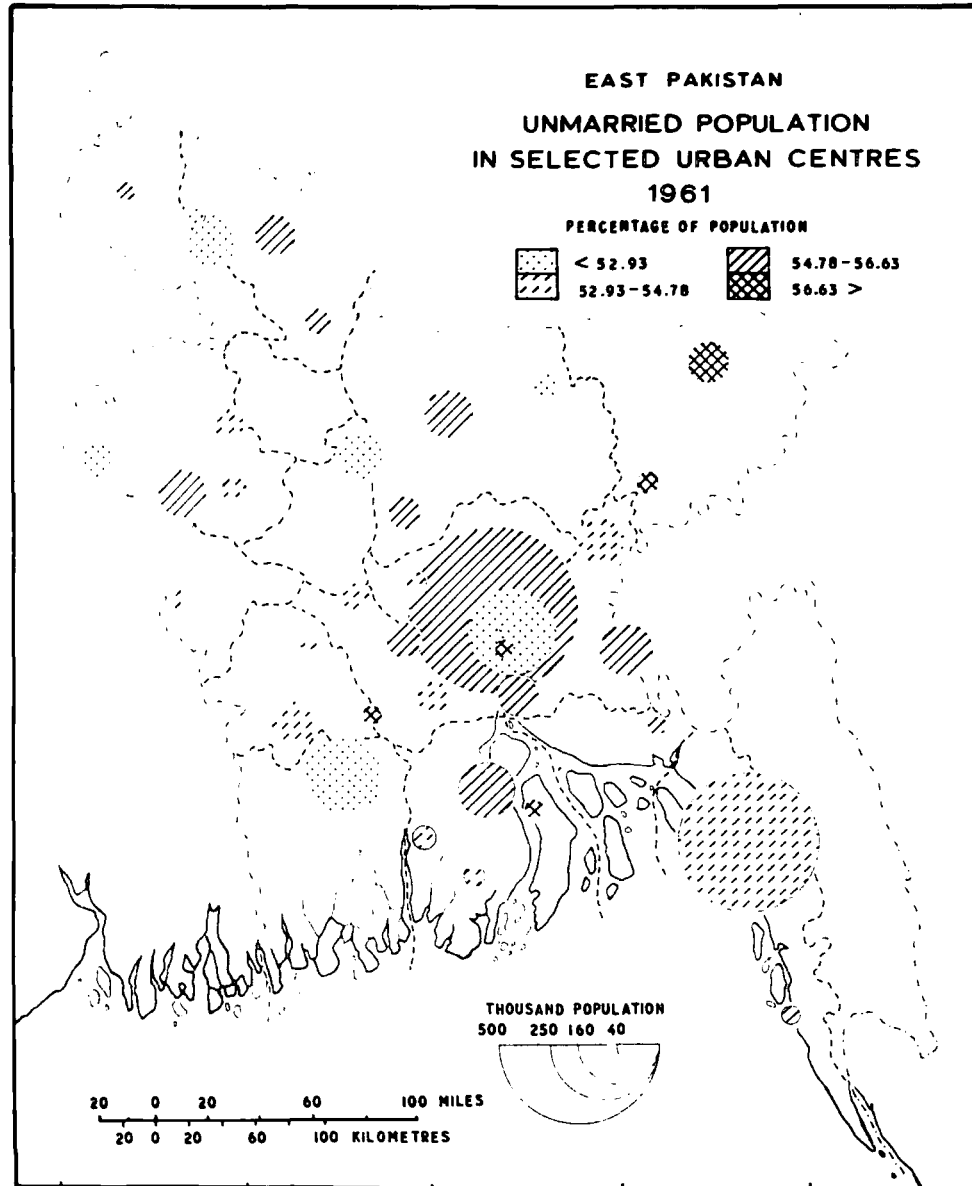 EAST PAKISTAN
UNMARRIED POPULATION
IN SELECTED URBAN CENTRES
1961
PERCENTAGE OF POPULATION
< 52.93
52.93-54.78
54.78-56.63
56.63 >
THOUSAND POPULATION
500 250 160 40
20 0 20 60 100 MILES
20 0 20 60 100 KILOMETRES